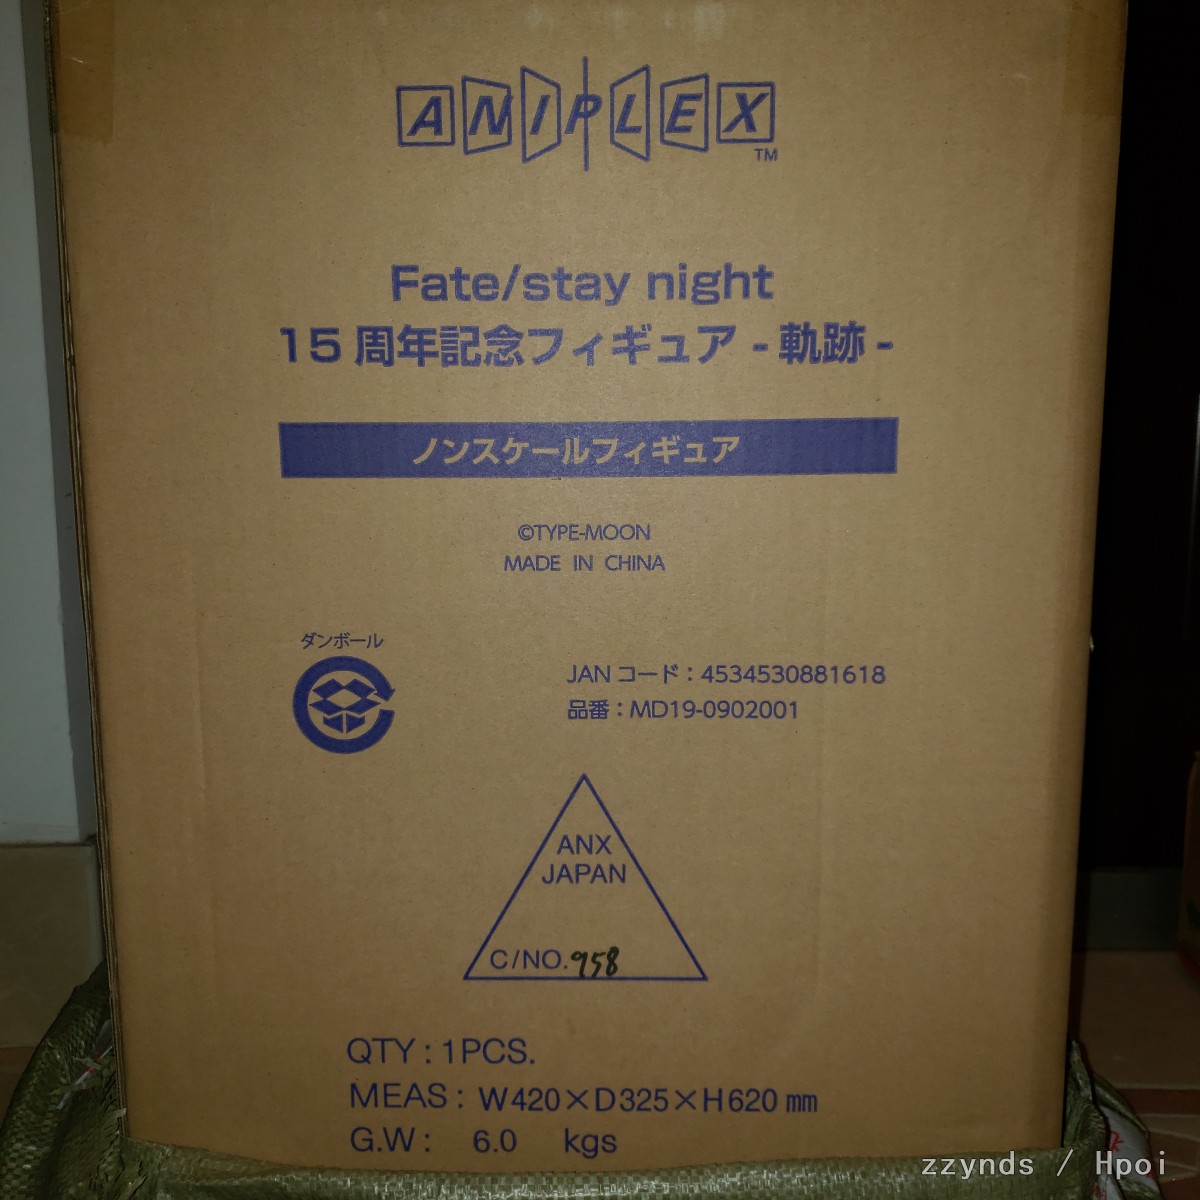 ANIPLEX
TM
Fate/stay night
15周年記念フィギュア -軌跡-
ノンスケールフィギュア
©TYPE-MOON
MADE IN CHINA
ダンボール
JANコード：4534530881618
品番：MD19-0902001
ANX
JAPAN
C/NO.958
QTY : 1PCS.
MEAS : W420×D325×H620 mm
G.W : 6.0 kgs
zzynds / Hpoi